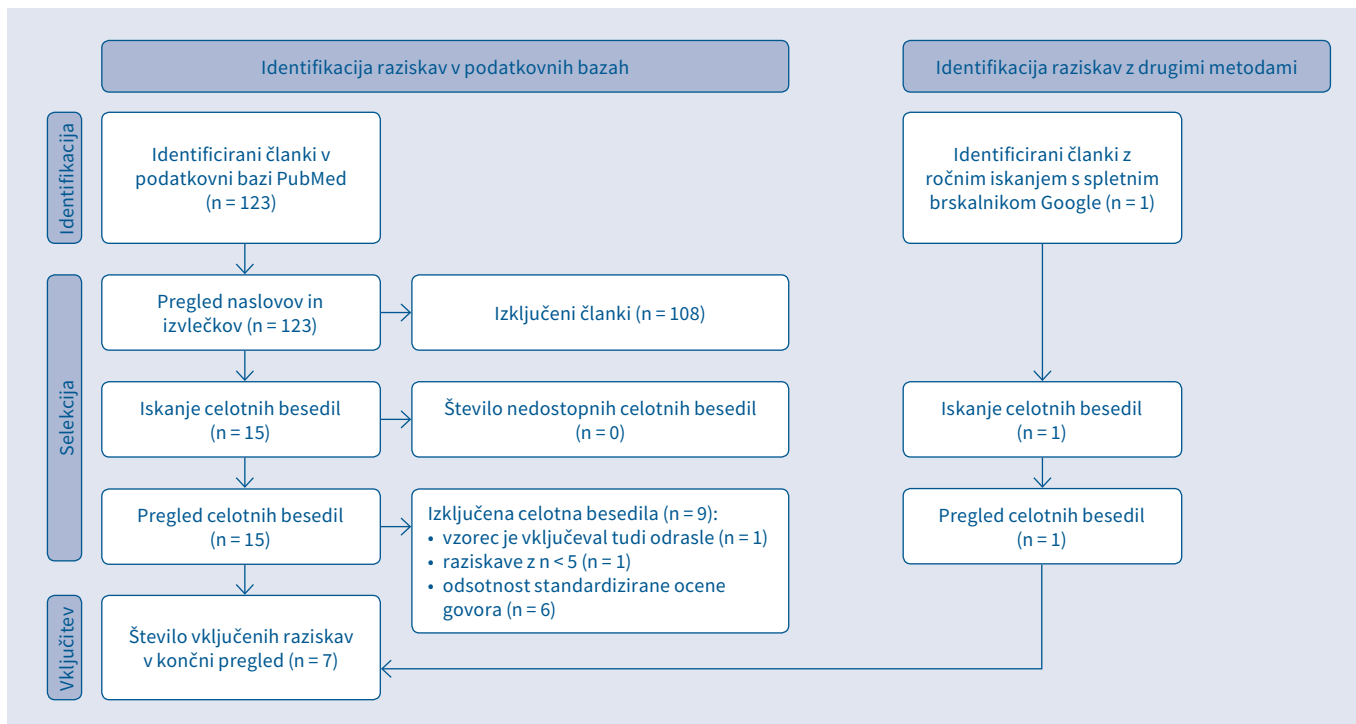 Identifikacija raziskav v podatkovnih bazah
Identifikacija raziskav z drugimi metodami
Identifikacija
Identificirani članki v
podatkovni bazi PubMed
(n = 123)
Identificirani članki z
ročnim iskanjem s spletnim
brskalnikom Google (n = 1)
Selekcija
Pregled naslovov in
izvlečkov (n = 123)
Izključeni članki (n = 108)
Iskanje celotnih besedil
(n = 15)
Število nedostopnih celotnih besedil
(n = 0)
Iskanje celotnih besedil
(n = 1)
Pregled celotnih besedil
(n = 15)
Izključena celotna besedila (n = 9):
• vzorec je vključeval tudi odrasle (n = 1)
• raziskave z n < 5 (n = 1)
• odsotnost standardizirane ocene
govora (n = 6)
Pregled celotnih besedil
(n = 1)
Vključitev
Število vključenih raziskav
v končni pregled (n = 7)